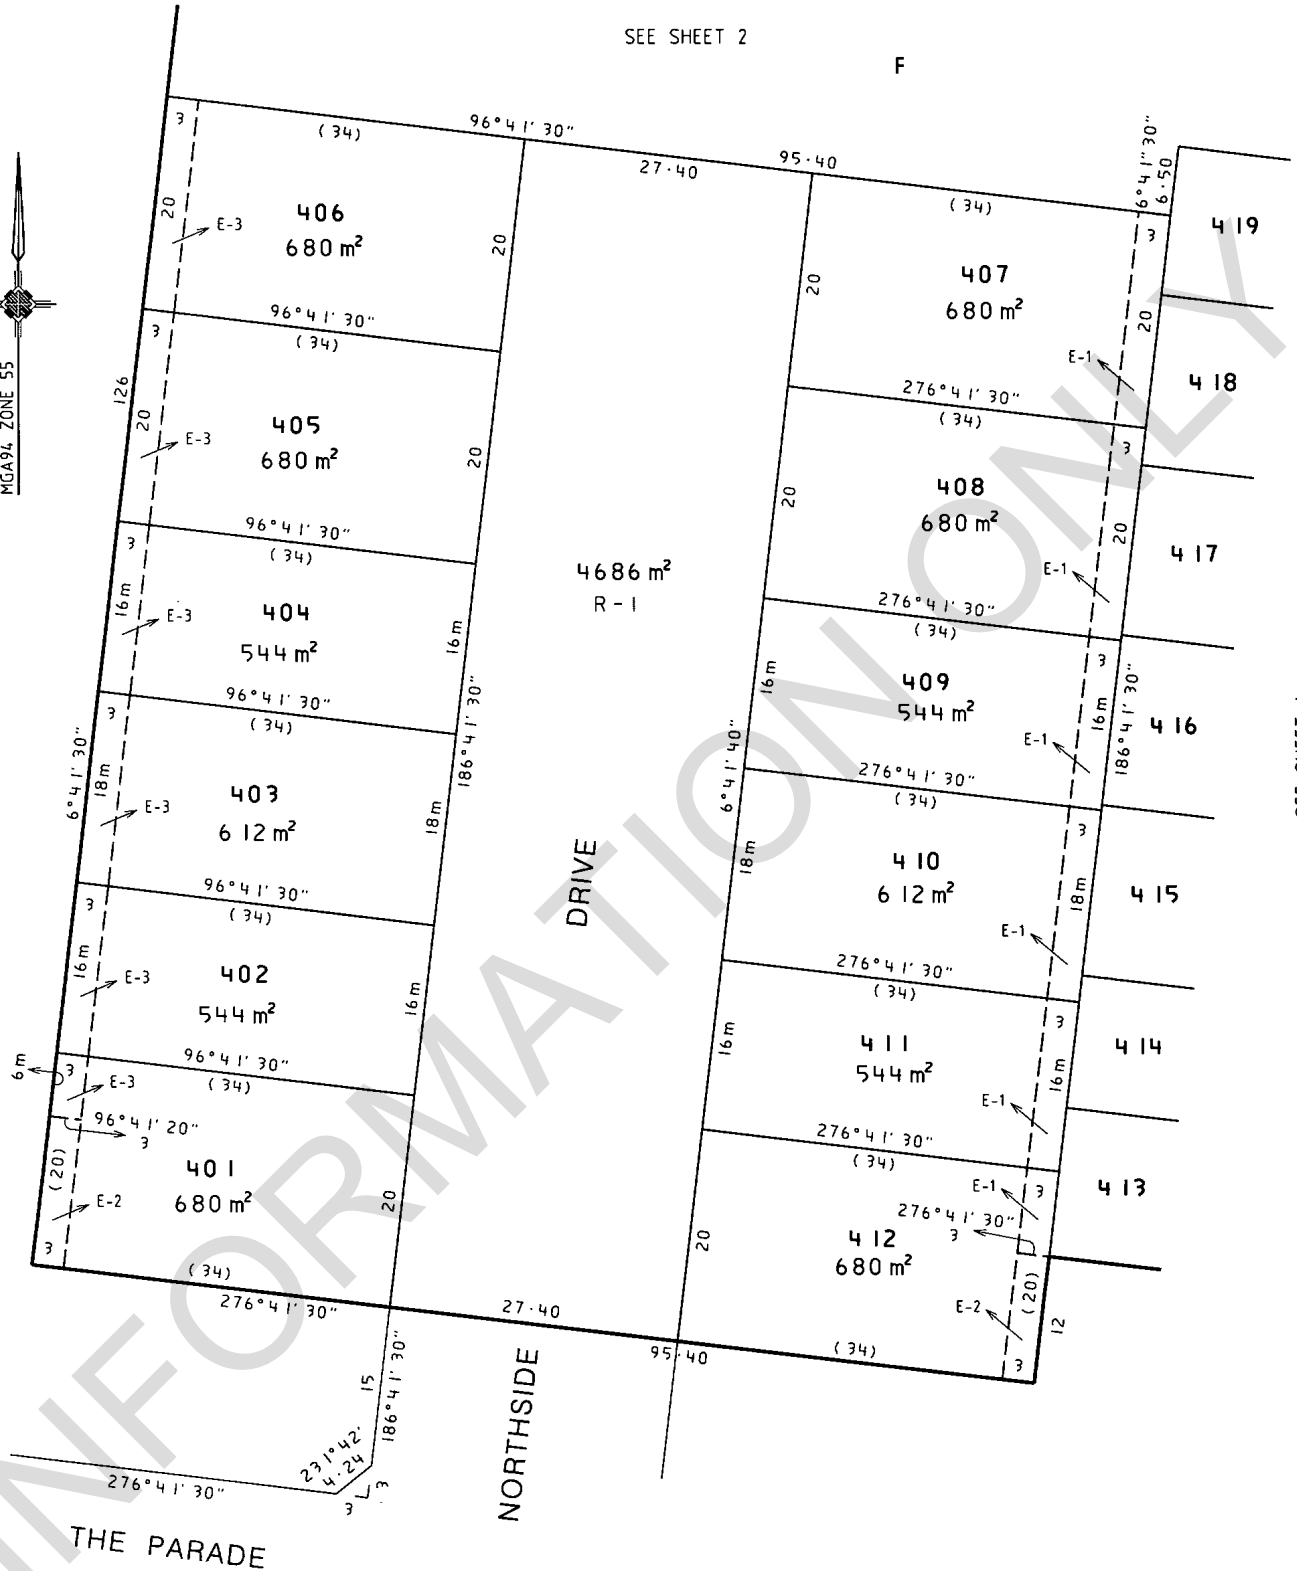 SEE SHEET 2
F
MGA94 ZONE 55
96°41'30"
95·40
(34)
27·40
(34)
6°41'30"
6·50
3
20
E-3
406
680 m²
20
20
407
680 m²
3
20
E-1
419
418
96°41'30"
(34)
276°41'30"
(34)
126
3
20
E-3
405
680 m²
20
20
408
680 m²
3
20
E-1
417
96°41'30"
(34)
276°41'30"
(34)
4686 m²
R-1
3
16m
E-3
404
544 m²
16m
16m
409
544 m²
3
16m
E-1
186°41'30"
416
96°41'30"
(34)
276°41'30"
(34)
6°41'30"
186°41'30"
6°41'40"
3
18m
E-3
403
612 m²
18m
18m
410
612 m²
3
18m
E-1
415
96°41'30"
(34)
276°41'30"
(34)
DRIVE
3
16m
E-3
402
544 m²
16m
16m
411
544 m²
3
16m
E-1
414
96°41'30"
(34)
276°41'30"
(34)
6m
3
E-3
96°41'20"
3
(20)
401
680 m²
E-2
3
20
20
412
680 m²
E-1
3
276°41'30"
3
(20)
12
E-2
3
413
(34)
276°41'30"
27·40
95·40
(34)
15
186°41'30"
231°42'
4·24
3
3
276°41'30"
NORTHSIDE
THE PARADE
INFORMATION ONLY